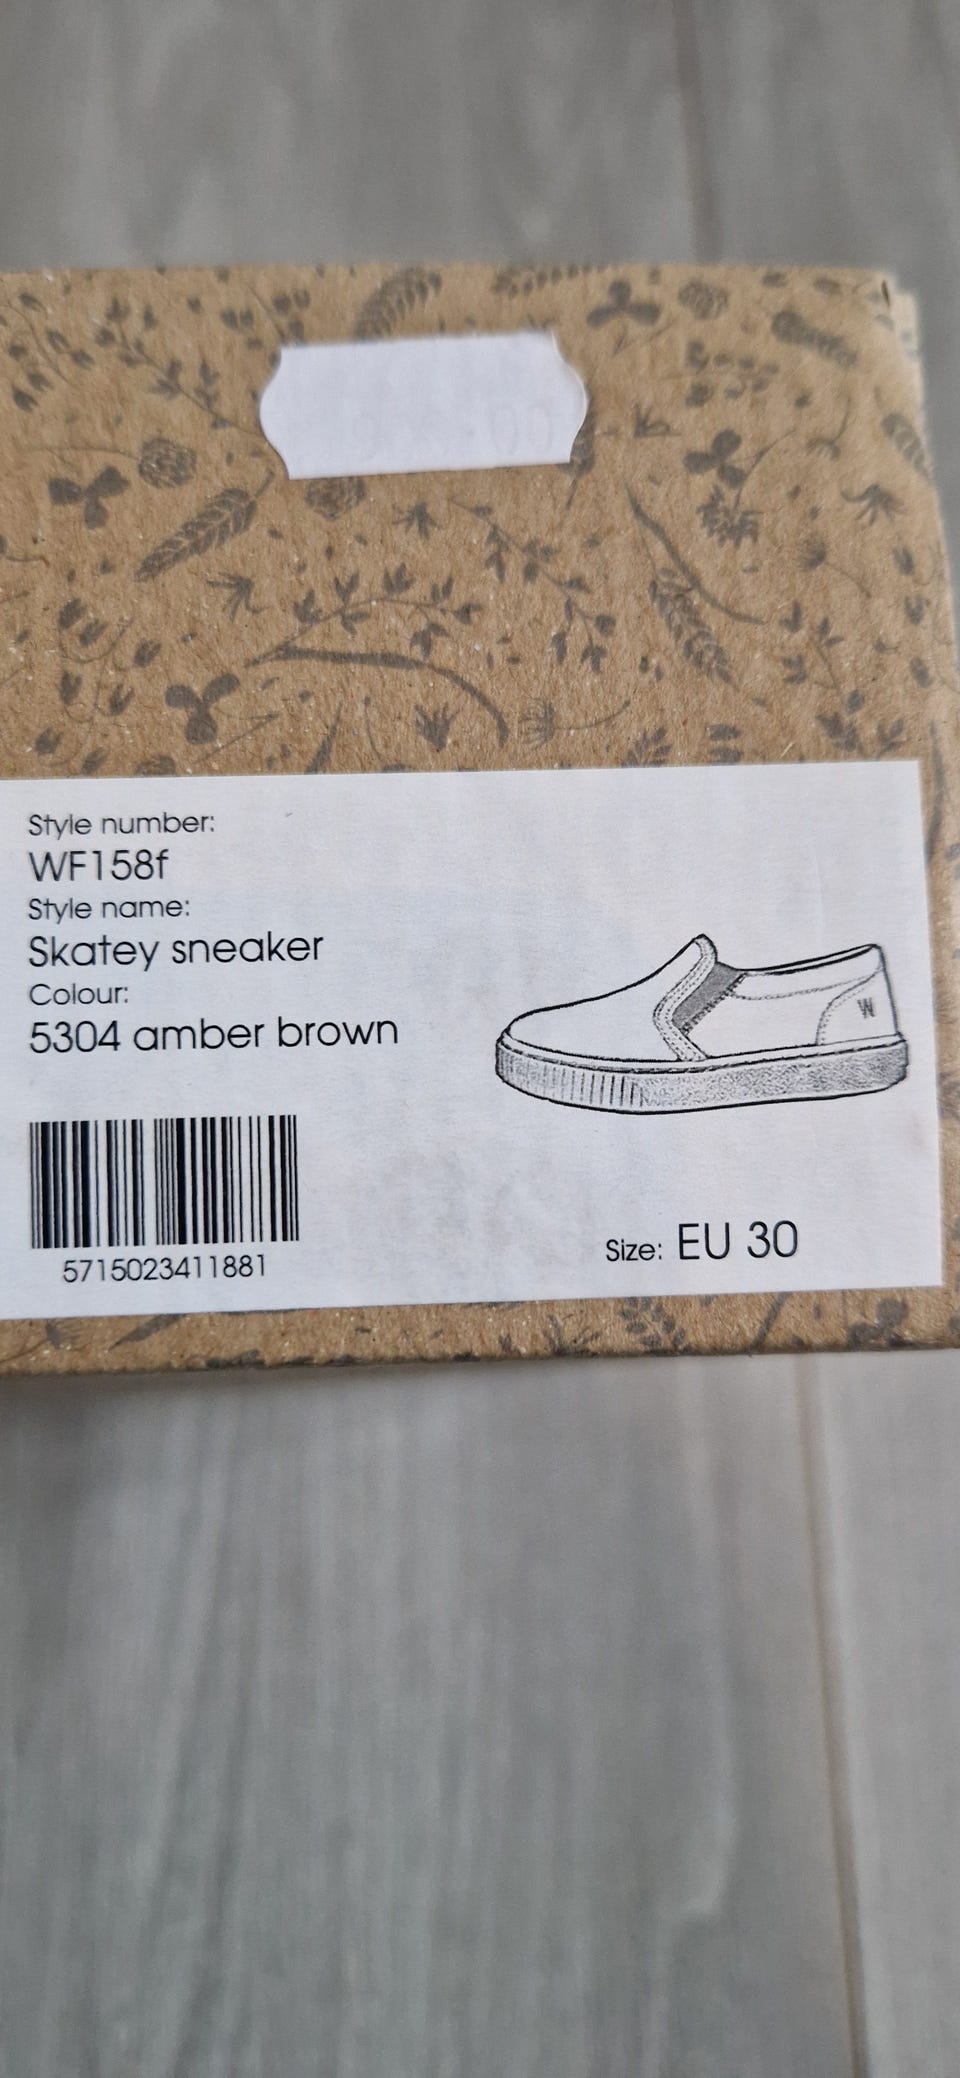 Style number:
WF158f
Style name:
Skatey sneaker
Colour:
5304 amber brown
W
5715023411881
Size: EU 30